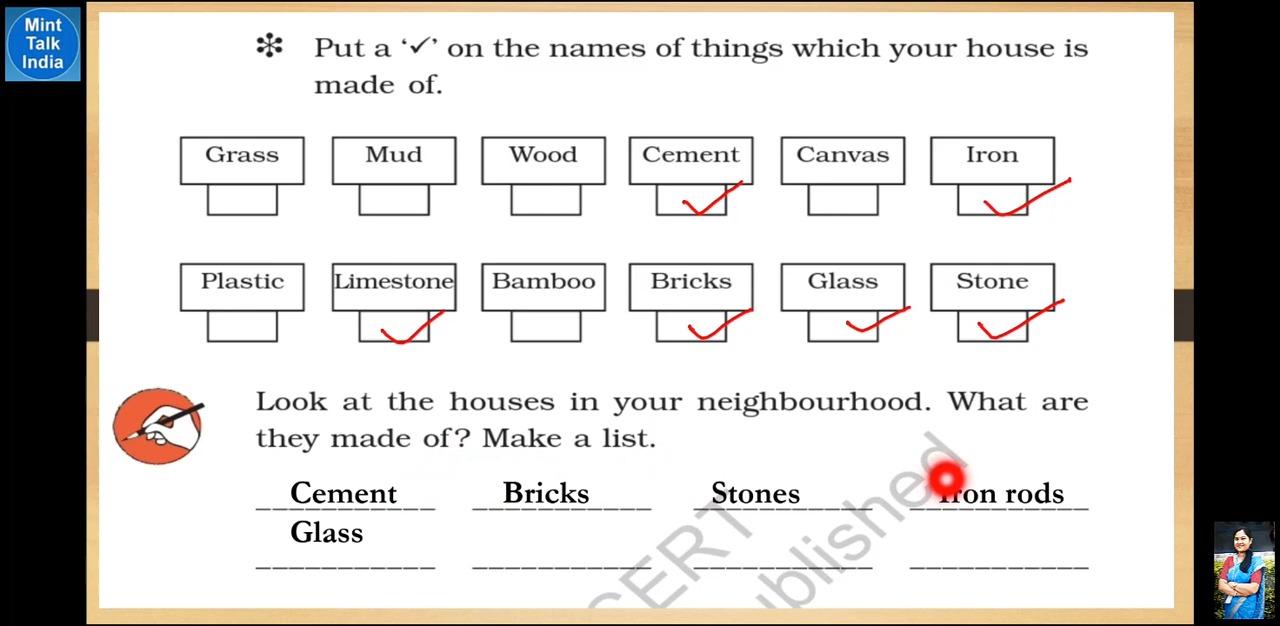 Mint
Talk
India
Put a ‘✓’ on the names of things which your house is
made of.
Grass Mud Wood Cement Canvas Iron
Plastic Limestone Bamboo Bricks Glass Stone
Look at the houses in your neighbourhood. What are
they made of? Make a list.
Cement Bricks Stones Iron rods
Glass